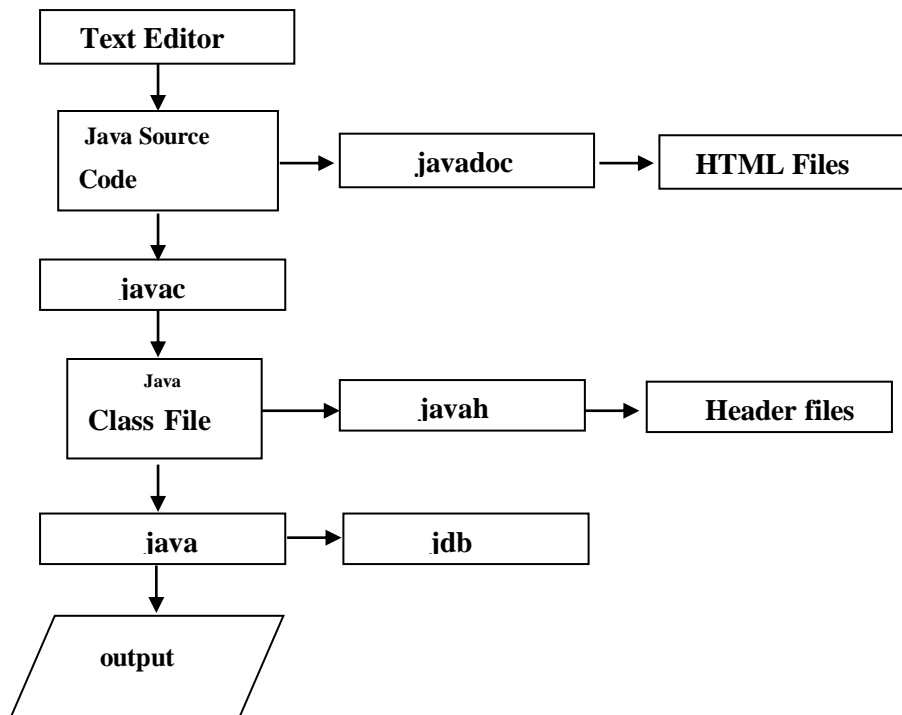 Text Editor
Java Source
Code
javadoc
HTML Files
javac
Java
Class File
javah
Header files
java
jdb
output